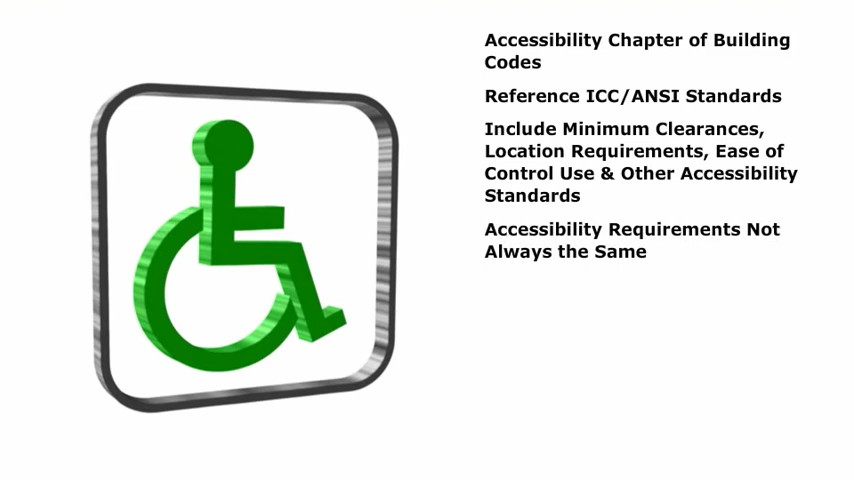 Accessibility Chapter of Building
Codes
Reference ICC/ANSI Standards
Include Minimum Clearances,
Location Requirements, Ease of
Control Use & Other Accessibility
Standards
Accessibility Requirements Not
Always the Same